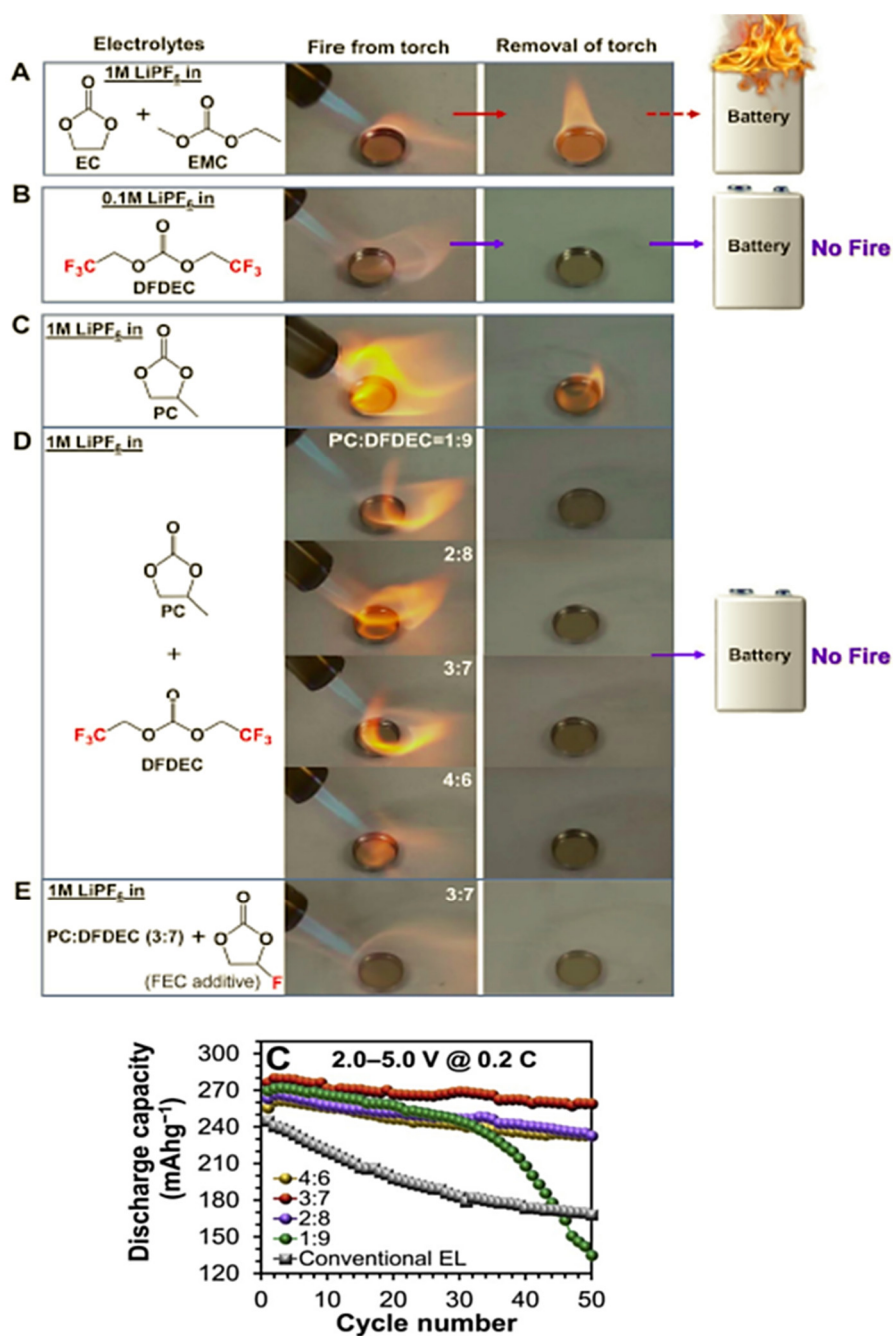 Electrolytes Fire from torch Removal of torch
A 1M LiPF6 in
O
O O + O
O O
EC EMC
Battery
B 0.1M LiPF6 in
O
F3C O O CF3
DFDEC
Battery No Fire
C 1M LiPF6 in
O
O O
PC
D 1M LiPF6 in PC:DFDEC=1:9
2:8
O
O O
PC
+
Battery No Fire
3:7
O
F3C O O CF3
DFDEC
4:6
E 1M LiPF6 in 3:7
O
PC:DFDEC (3:7) + O O
(FEC additive) F
C 2.0–5.0 V @ 0.2 C
Discharge capacity
(mAhg⁻¹)
300
270
240
210
180
150
120
4:6
3:7
2:8
1:9
Conventional EL
0 10 20 30 40 50
Cycle number